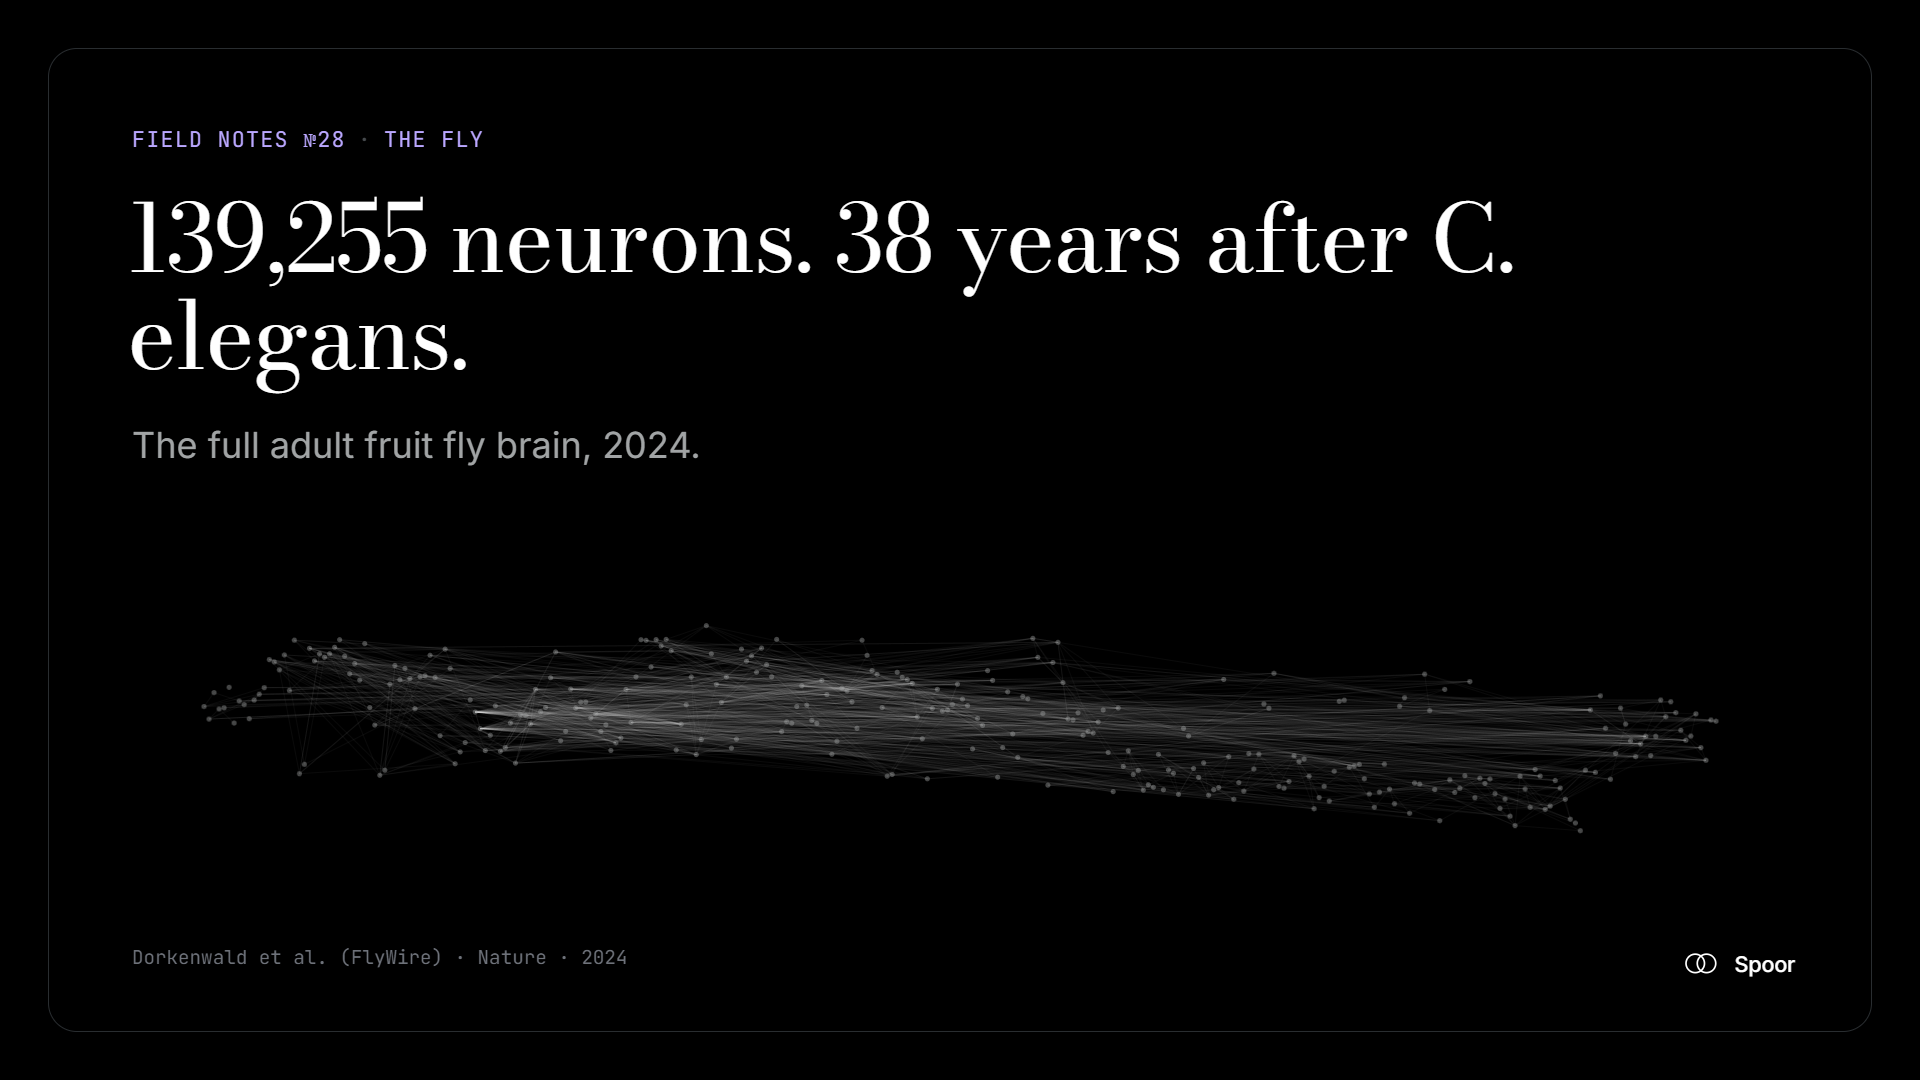 FIELD NOTES №28 · THE FLY
139,255 neurons. 38 years after C.
elegans.
The full adult fruit fly brain, 2024.
Dorkenwald et al. (FlyWire) · Nature · 2024
Spoor